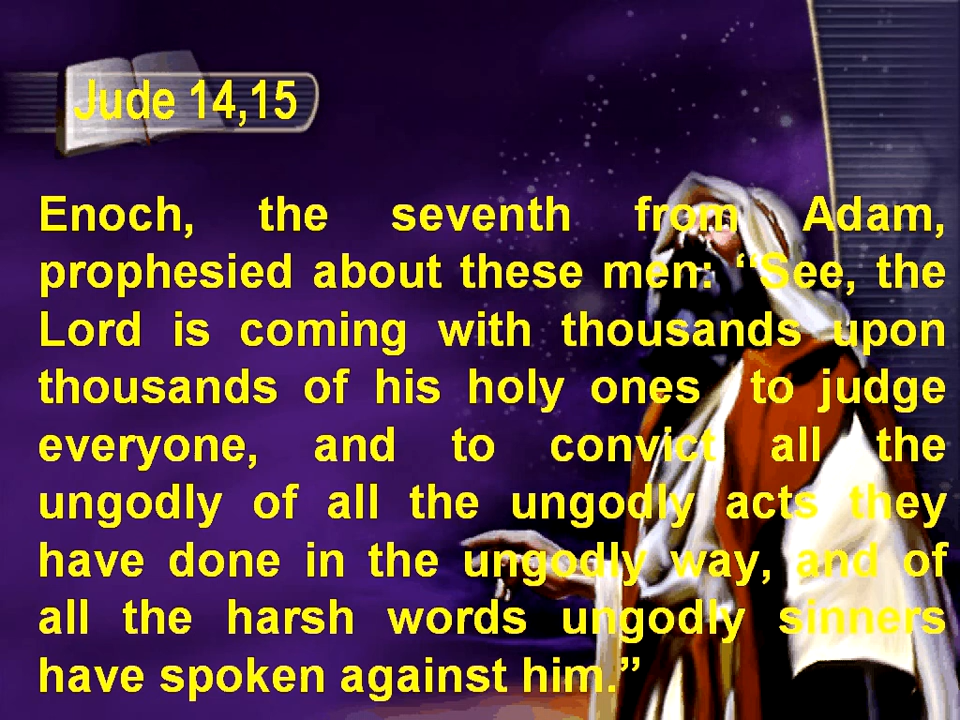 Jude 14,15
Enoch, the seventh from Adam,
prophesied about these men: “See, the
Lord is coming with thousands upon
thousands of his holy ones to judge
everyone, and to convict all the
ungodly of all the ungodly acts they
have done in the ungodly way, and of
all the harsh words ungodly sinners
have spoken against him.”